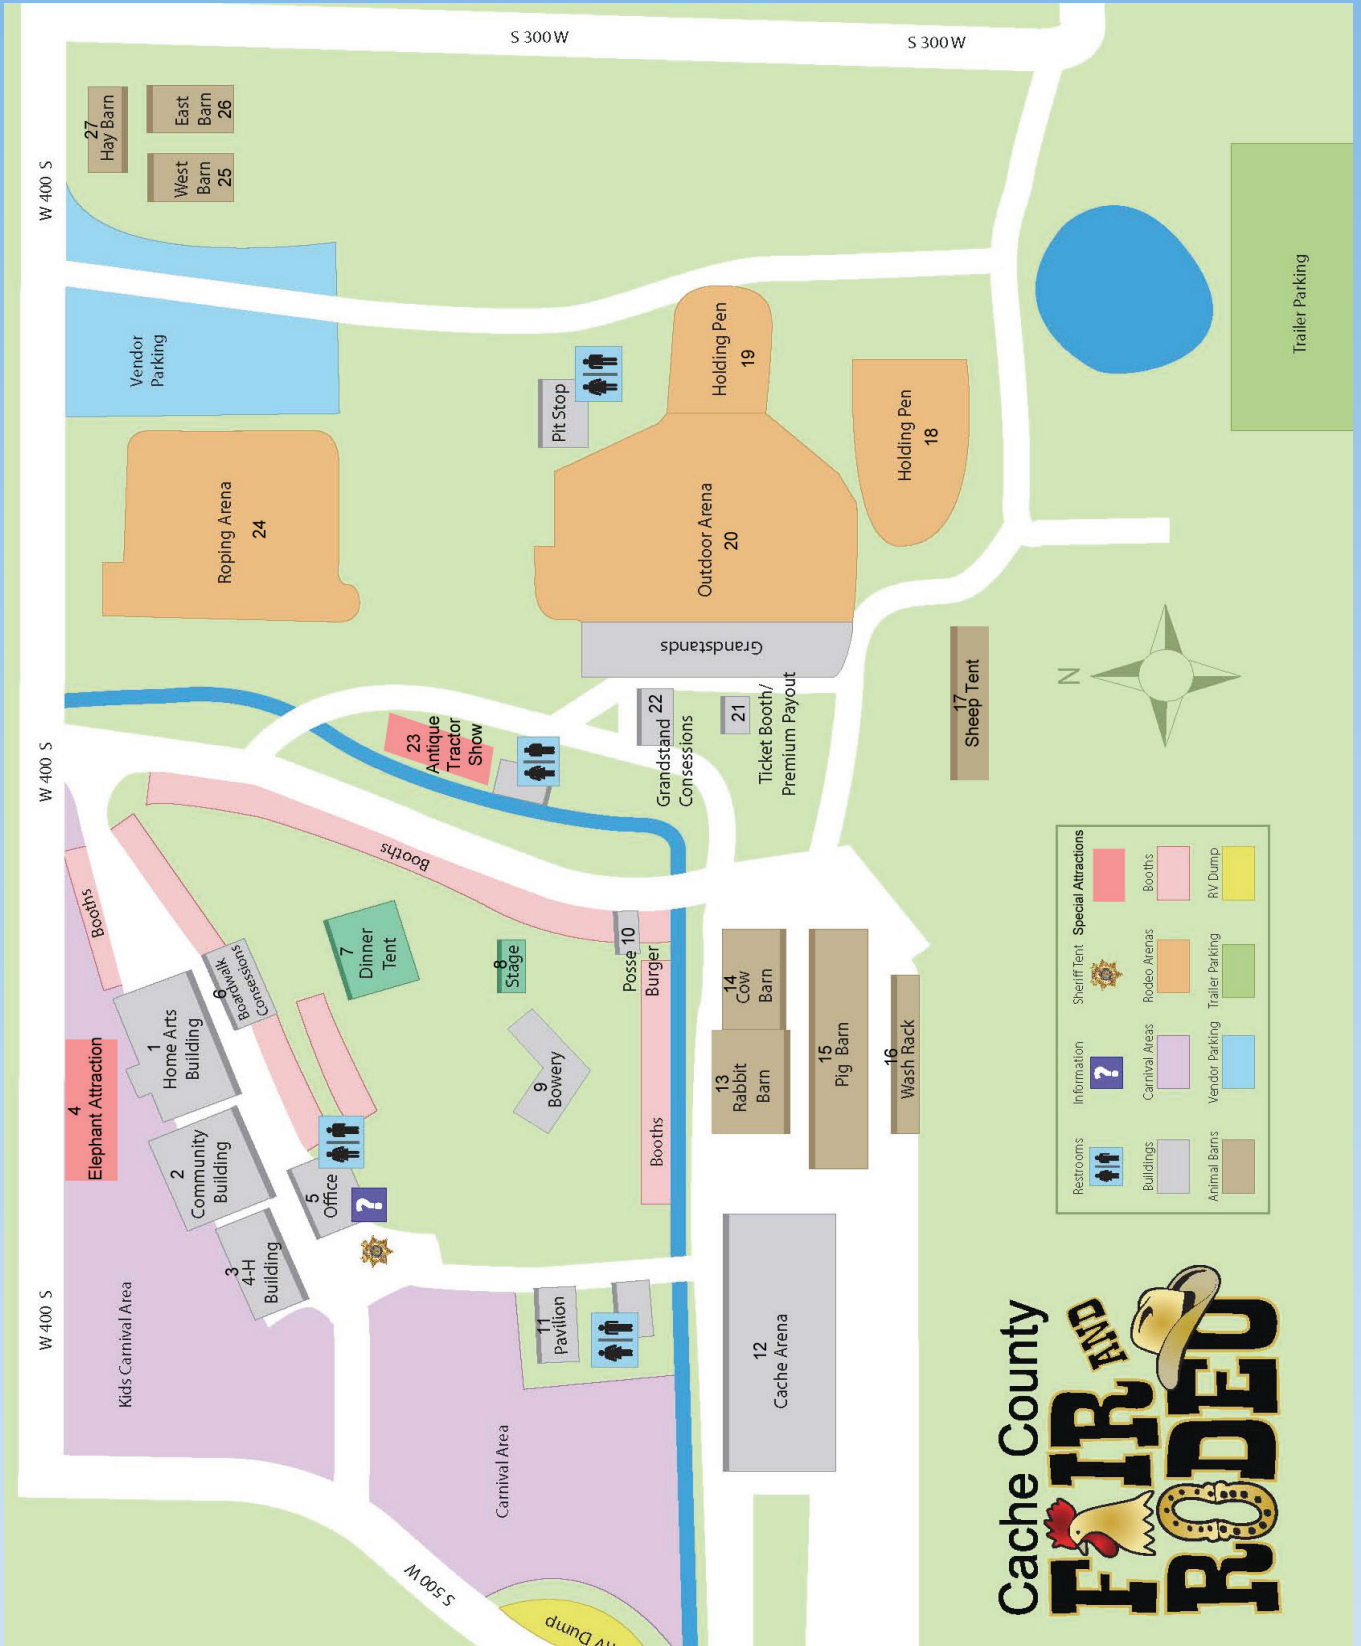 S 300 W
S 300 W
W 400 S
27
Hay Barn
East
Barn
26
West
Barn
25
Vendor
Parking
Trailer Parking
Pit Stop
Holding Pen
19
Holding Pen
18
Roping Arena
24
Outdoor Arena
20
Grandstands
W 400 S
23
Antique
Tractor
Show
22
Grandstand
Consessions
21
Ticket Booth/
Premium Payout
17
Sheep Tent
N
Booths
Booths
6
Boardwalk
Consessions
7
Dinner
Tent
8
Stage
Posse 10
Burger
14
Cow
Barn
4
Elephant Attraction
1
Home Arts
Building
2
Community
Building
3
4-H
Building
5
Office
?
9
Bowery
Booths
13
Rabbit
Barn
15
Pig Barn
16
Wash Rack
W 400 S
Kids Carnival Area
11
Pavilion
12
Cache Arena
Carnival Area
S 500 W
RV Dump
Restrooms
Information
?
Sheriff Tent
Special Attractions
Buildings
Carnival Areas
Rodeo Arenas
Booths
Animal Barns
Vendor Parking
Trailer Parking
RV Dump
Cache County
FAIR AND
RODEO